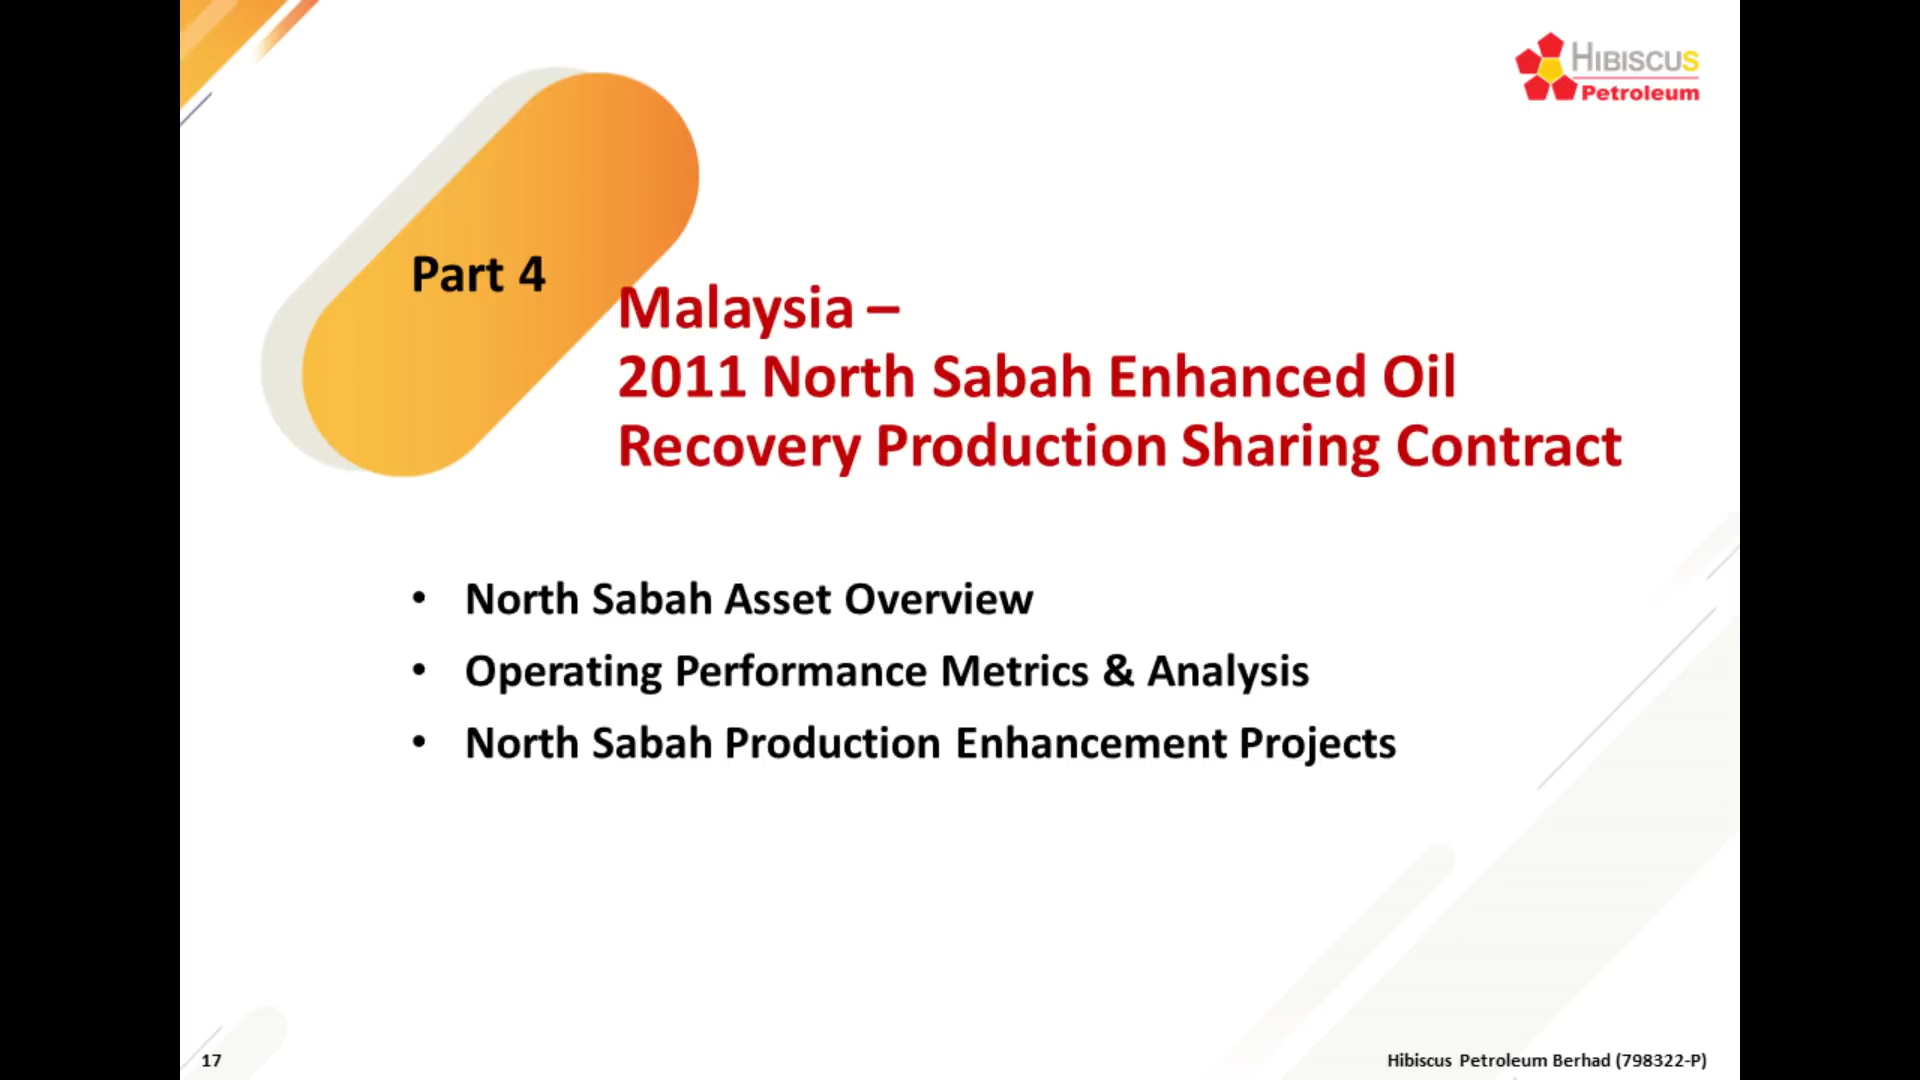 HIBISCUS
Petroleum
Part 4
Malaysia –
2011 North Sabah Enhanced Oil
Recovery Production Sharing Contract
• North Sabah Asset Overview
• Operating Performance Metrics & Analysis
• North Sabah Production Enhancement Projects
17
Hibiscus Petroleum Berhad (798322-P)